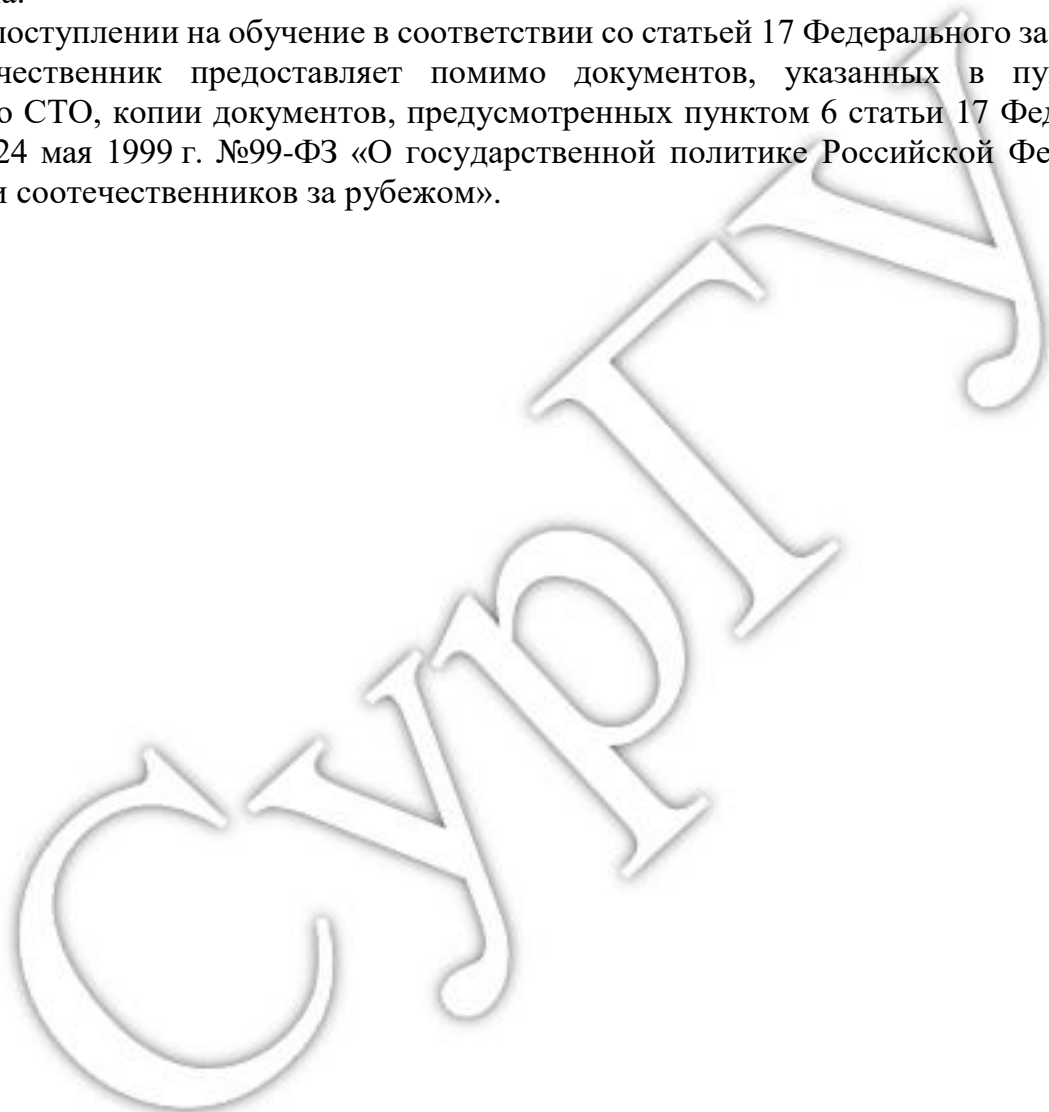 на.
поступлении на обучение в соответствии со статьей 17 Федерального за
чественник предоставляет помимо документов, указанных в пу
о СТО, копии документов, предусмотренных пунктом 6 статьи 17 Фед
24 мая 1999 г. №99-ФЗ «О государственной политике Российской Фе
и соотечественников за рубежом».
СурГУ